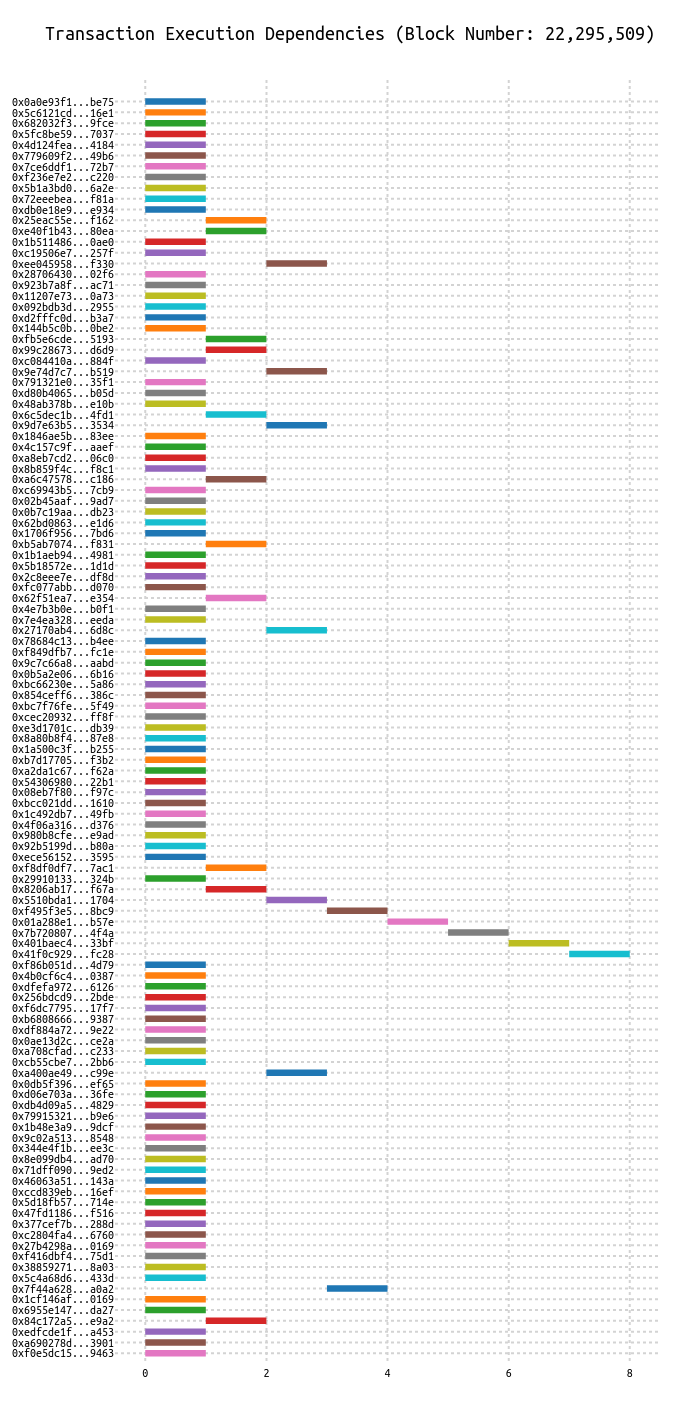 Transaction Execution Dependencies (Block Number: 22,295,509)
0x0a0e93f1...be75
0x5c6121cd...16e1
0x682032f3...9fce
0x5fc8be59...7037
0x4d124fea...4184
0x779609f2...49b6
0x7ce6ddf1...72b7
0xf236e7e2...c220
0x5b1a3bd0...6a2e
0x72eeebea...f81a
0xdb0e18e9...e934
0x25eac55e...f162
0xe40f1b43...80ea
0x1b511486...0ae0
0xc19506e7...257f
0xee045958...f330
0x28706430...02f6
0x923b7a8f...ac71
0x11207e73...0a73
0x092bdb3d...2955
0xd2fffc0d...b3a7
0x144b5c0b...0be2
0xfb5e6cde...5193
0x99c28673...d6d9
0xc084410a...884f
0x9e74d7c7...b519
0x791321e0...35f1
0xd80b4065...b05d
0x48ab378b...e10b
0x6c5dec1b...4fd1
0x9d7e63b5...3534
0x1846ae5b...83ee
0x4c157c9f...aaef
0xa8eb7cd2...06c0
0x8b859f4c...f8c1
0xa6c47578...c186
0xc69943b5...7cb9
0x02b45aaf...9ad7
0x0b7c19aa...db23
0x62bd0863...e1d6
0x1706f956...7bd6
0xb5ab7074...f831
0x1b1aeb94...4981
0x5b18572e...1d1d
0x2c8eee7e...df8d
0xfc077abb...d070
0x62f51ea7...e354
0x4e7b3b0e...b0f1
0x7e4ea328...eeda
0x27170ab4...6d8c
0x78684c13...b4ee
0xf849dfb7...fc1e
0x9c7c66a8...aabd
0x0b5a2e06...6b16
0xbc66230e...5a86
0x854ceff6...386c
0xbc7f76fe...5f49
0xcec20932...ff8f
0xe3d1701c...db39
0x8a80b8f4...87e8
0x1a500c3f...b255
0xb7d17705...f3b2
0xa2da1c67...f62a
0x54306980...22b1
0x08eb7f80...f97c
0xbcc021dd...1610
0x1c492db7...49fb
0x4f06a316...d376
0x980b8cfe...e9ad
0x92b5199d...b80a
0xece56152...3595
0xf8df0df7...7ac1
0x29910133...324b
0x8206ab17...f67a
0x5510bda1...1704
0xf495f3e5...8bc9
0x01a288e1...b57e
0x7b720807...4f4a
0x401baec4...33bf
0x41f0c929...fc28
0xf86b051d...4d79
0x4b0cf6c4...0387
0xdfefa972...6126
0x256bdcd9...2bde
0xf6dc7795...17f7
0xb6808666...9387
0xdf884a72...9e22
0x0ae13d2c...ce2a
0xa708cfad...c233
0xcb55cbe7...2bb6
0xa400ae49...c99e
0x0db5f396...ef65
0xd06e703a...36fe
0xdb4d09a5...4829
0x79915321...b9e6
0x1b48e3a9...9dcf
0x9c02a513...8548
0x344e4f1b...ee3c
0x8e099db4...ad70
0x71dff090...9ed2
0x46063a51...143a
0xccd839eb...16ef
0x5d18fb57...714e
0x47fd1186...f516
0x377cef7b...288d
0xc2804fa4...6760
0x27b4298a...0169
0xf416dbf4...75d1
0x38859271...8a03
0x5c4a68d6...433d
0x7f44a628...a0a2
0x1cf146af...0169
0x6955e147...da27
0x84c172a5...e9a2
0xedfcde1f...a453
0xa690278d...3901
0xf0e5dc15...9463
0 2 4 6 8